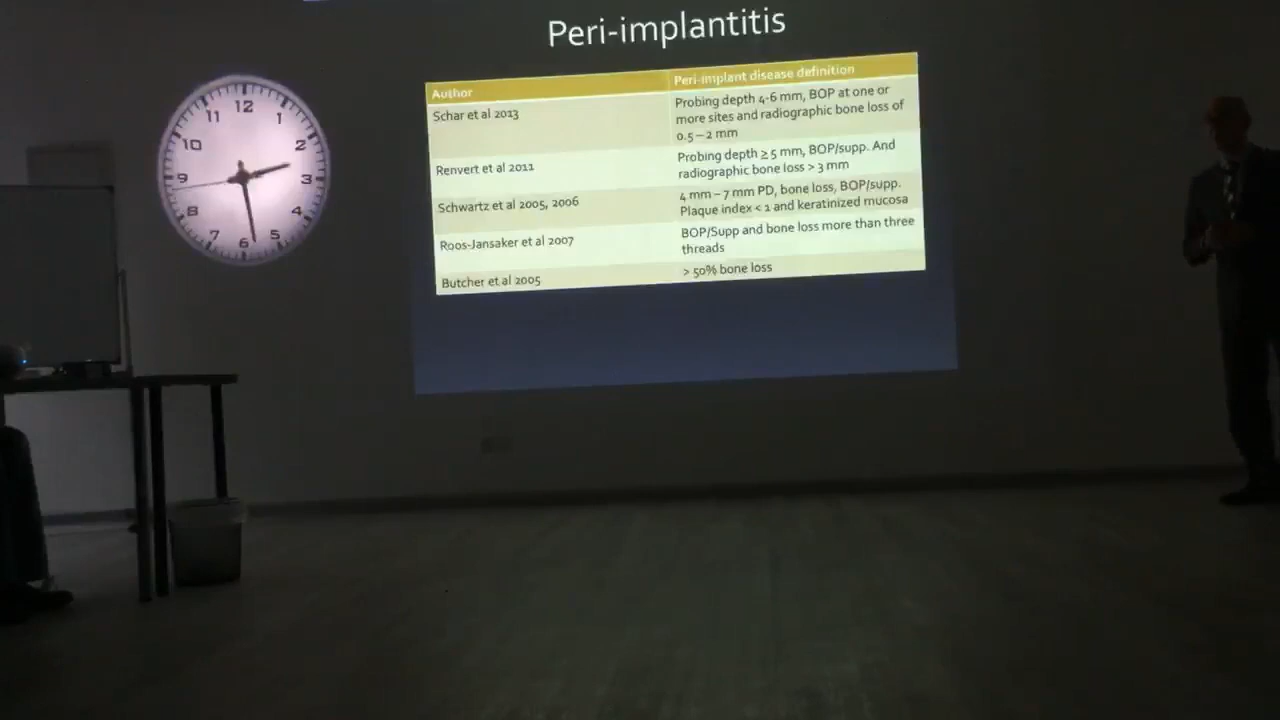 Peri-implantitis
Author
Peri-implant disease definition
Schar et al 2013
Probing depth 4-6 mm, BOP at one or
more sites and radiographic bone loss of
0.5 – 2 mm
Renvert et al 2011
Probing depth ≥ 5 mm, BOP/supp. And
radiographic bone loss > 3 mm
Schwartz et al 2005, 2006
4 mm – 7 mm PD, bone loss, BOP/supp.
Plaque index < 1 and keratinized mucosa
Roos-Jansaker et al 2007
BOP/Supp and bone loss more than three
threads
Butcher et al 2005
> 50% bone loss
12
1
2
3
4
5
6
7
8
9
10
11